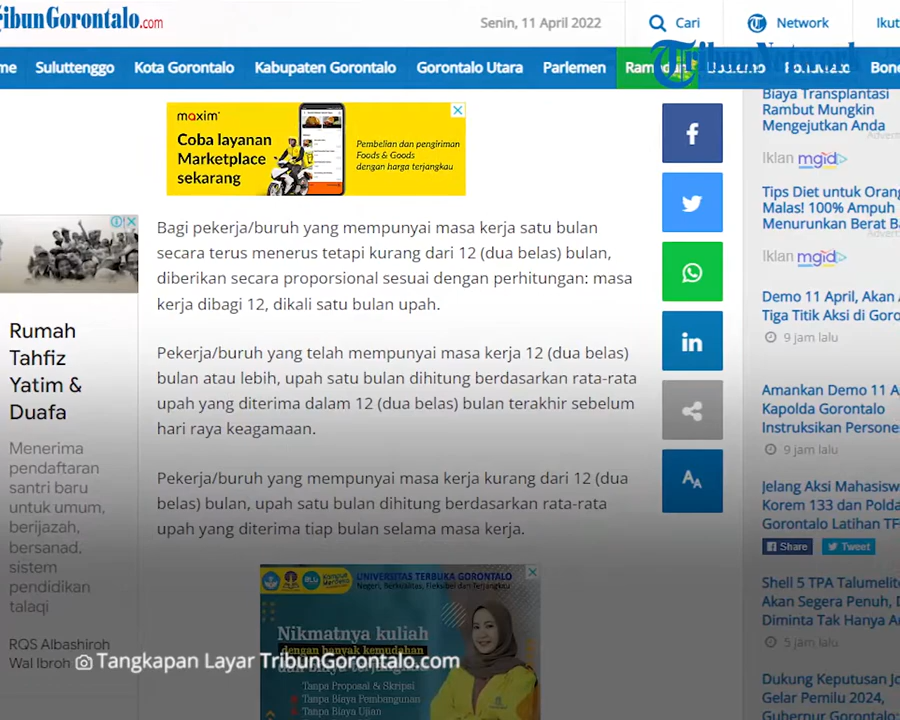 TribunGorontalo.com
Senin, 11 April 2022
Cari
Network
Suluttenggo
Kota Gorontalo
Kabupaten Gorontalo
Gorontalo Utara
Parlemen
TribunNetwork
maxim
Coba layanan
Marketplace
sekarang
Pembelian dan pengiriman
Foods & Goods
dengan harga terjangkau
Bagi pekerja/buruh yang mempunyai masa kerja satu bulan
secara terus menerus tetapi kurang dari 12 (dua belas) bulan,
diberikan secara proporsional sesuai dengan perhitungan: masa
kerja dibagi 12, dikali satu bulan upah.
Pekerja/buruh yang telah mempunyai masa kerja 12 (dua belas)
bulan atau lebih, upah satu bulan dihitung berdasarkan rata-rata
upah yang diterima dalam 12 (dua belas) bulan terakhir sebelum
hari raya keagamaan.
Pekerja/buruh yang mempunyai masa kerja kurang dari 12 (dua
belas) bulan, upah satu bulan dihitung berdasarkan rata-rata
upah yang diterima tiap bulan selama masa kerja.
Rumah
Tahfiz
Yatim &
Duafa
Menerima
pendaftaran
santri baru
untuk umum,
berijazah,
bersanad,
sistem
pendidikan
talaqi
RQS Albashiroh
Wal Ibroh
Tangkapan Layar TribunGorontalo.com
UNIVERSITAS TERBUKA GORONTALO
Negeri, Berkualitas, Fleksibel dan Terjangkau
Nikmatnya kuliah
dengan banyak kemudahan
Tanpa Proposal & Skripsi
Tanpa Biaya Pembangunan
Tanpa Biaya Ujian
Biaya Transplantasi
Rambut Mungkin
Mengejutkan Anda
Iklan mgid
Tips Diet untuk Orang
Malas! 100% Ampuh
Menurunkan Berat
Iklan mgid
Demo 11 April, Akan
Tiga Titik Aksi di
9 jam lalu
Amankan Demo 11
Kapolda Gorontalo
Instruksikan
9 jam lalu
Jelang Aksi
Korem 133 dan
Gorontalo Latihan
Share
Tweet
Shell 5 TPA
Akan Segera Penuh,
Diminta Tak Hanya
5 jam lalu
Dukung Keputusan
Gelar Pemilu 2024,